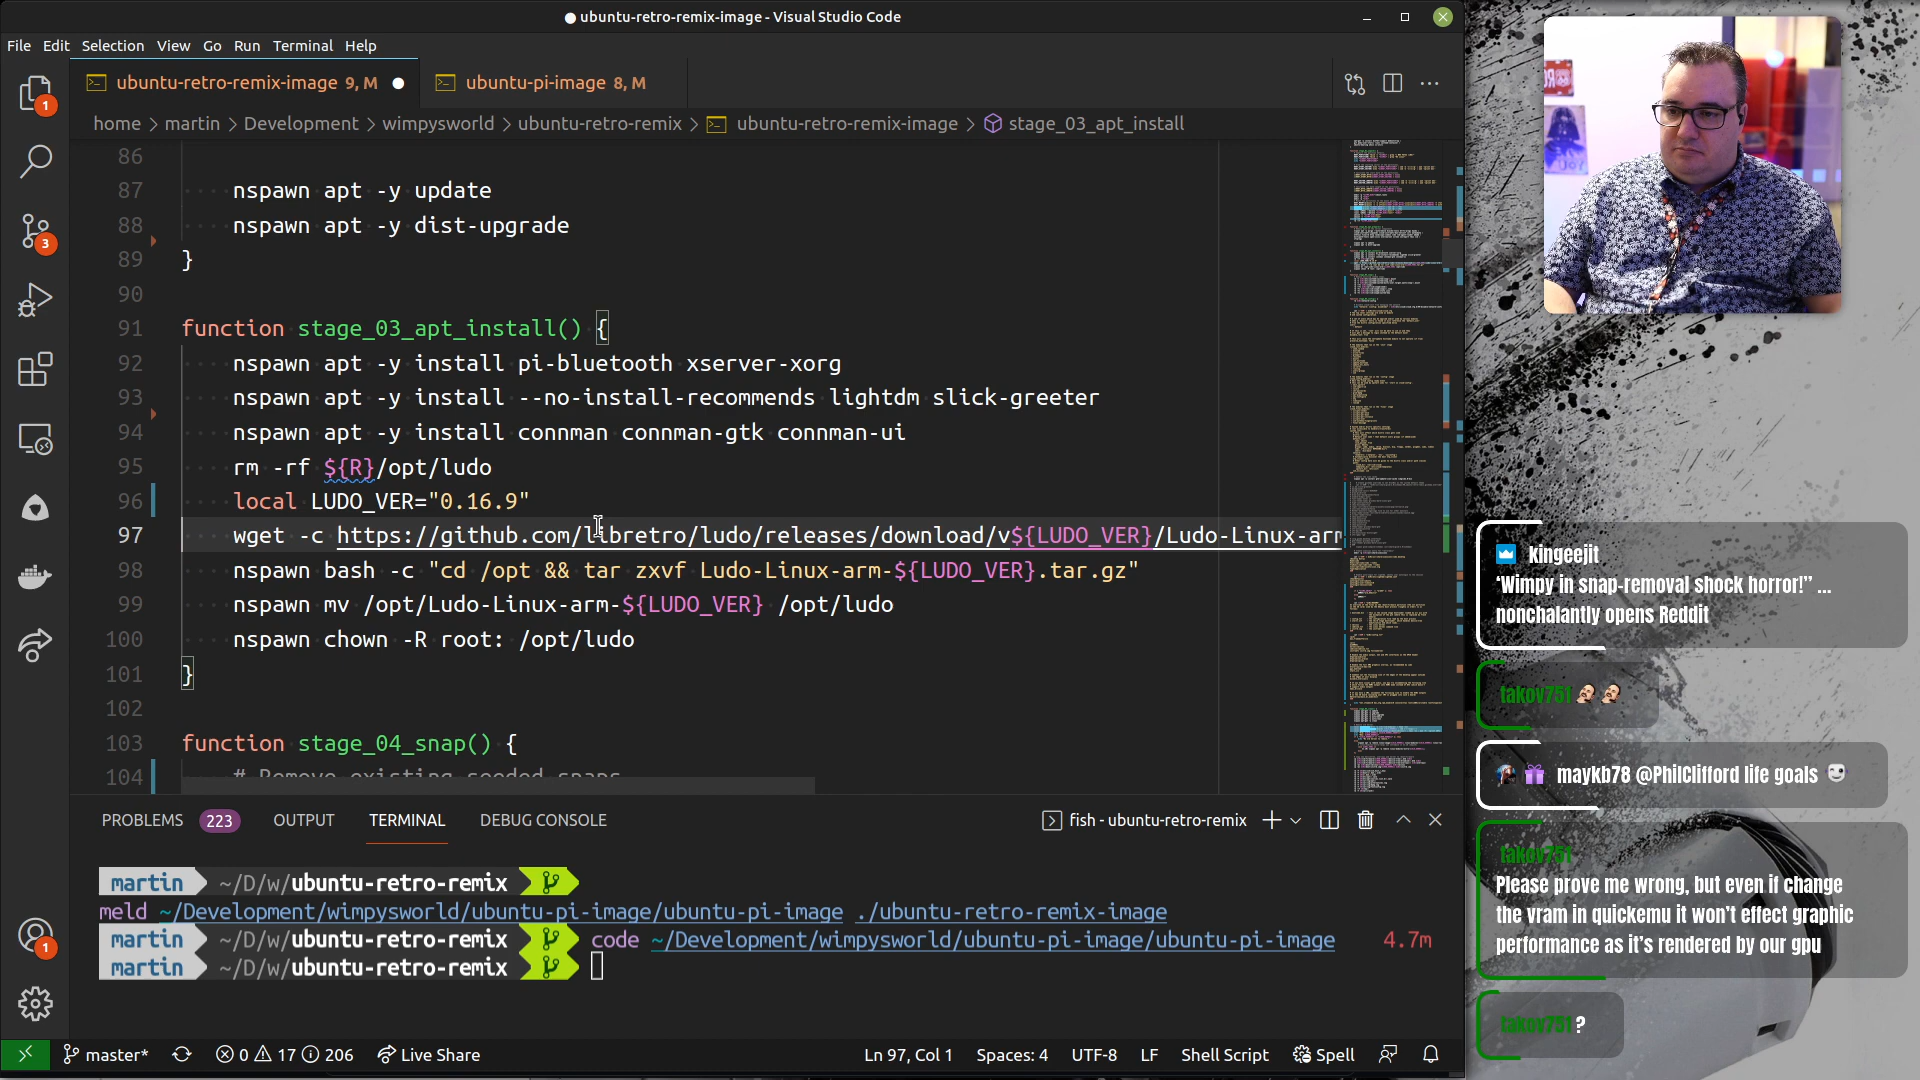 ubuntu-retro-remix-image - Visual Studio Code
File Edit Selection View Go Run Terminal Help
ubuntu-retro-remix-image 9, M
ubuntu-pi-image 8, M
home > martin > Development > wimpysworld > ubuntu-retro-remix > ubuntu-retro-remix-image > stage_03_apt_install
86
87 nspawn apt -y update
88 nspawn apt -y dist-upgrade
89 }
90
91 function stage_03_apt_install() {
92 nspawn apt -y install pi-bluetooth xserver-xorg
93 nspawn apt -y install --no-install-recommends lightdm slick-greeter
94 nspawn apt -y install connman connman-gtk connman-ui
95 rm -rf ${R}/opt/ludo
96 local LUDO_VER="0.16.9"
97 wget -c https://github.com/libretro/ludo/releases/download/v${LUDO_VER}/Ludo-Linux-arm
98 nspawn bash -c "cd /opt && tar zxvf Ludo-Linux-arm-${LUDO_VER}.tar.gz"
99 nspawn mv /opt/Ludo-Linux-arm-${LUDO_VER} /opt/ludo
100 nspawn chown -R root: /opt/ludo
101 }
102
103 function stage_04_snap() {
104 # Remove existing seeded snaps
PROBLEMS 223 OUTPUT TERMINAL DEBUG CONSOLE
fish - ubuntu-retro-remix
martin ~/D/w/ubuntu-retro-remix
meld ~/Development/wimpysworld/ubuntu-pi-image/ubuntu-pi-image ./ubuntu-retro-remix-image
martin ~/D/w/ubuntu-retro-remix code ~/Development/wimpysworld/ubuntu-pi-image/ubuntu-pi-image 4.7m
martin ~/D/w/ubuntu-retro-remix
master* 0 17 206 Live Share
Ln 97, Col 1 Spaces: 4 UTF-8 LF Shell Script Spell
1
3
1
kingeejit
'Wimpy in snap-removal shock horror!"...
nonchalantly opens Reddit
takov751
maykb78 @PhilClifford life goals
takov751
Please prove me wrong, but even if change
the vram in quickemu it won't effect graphic
performance as it's rendered by our gpu
takov751 ?